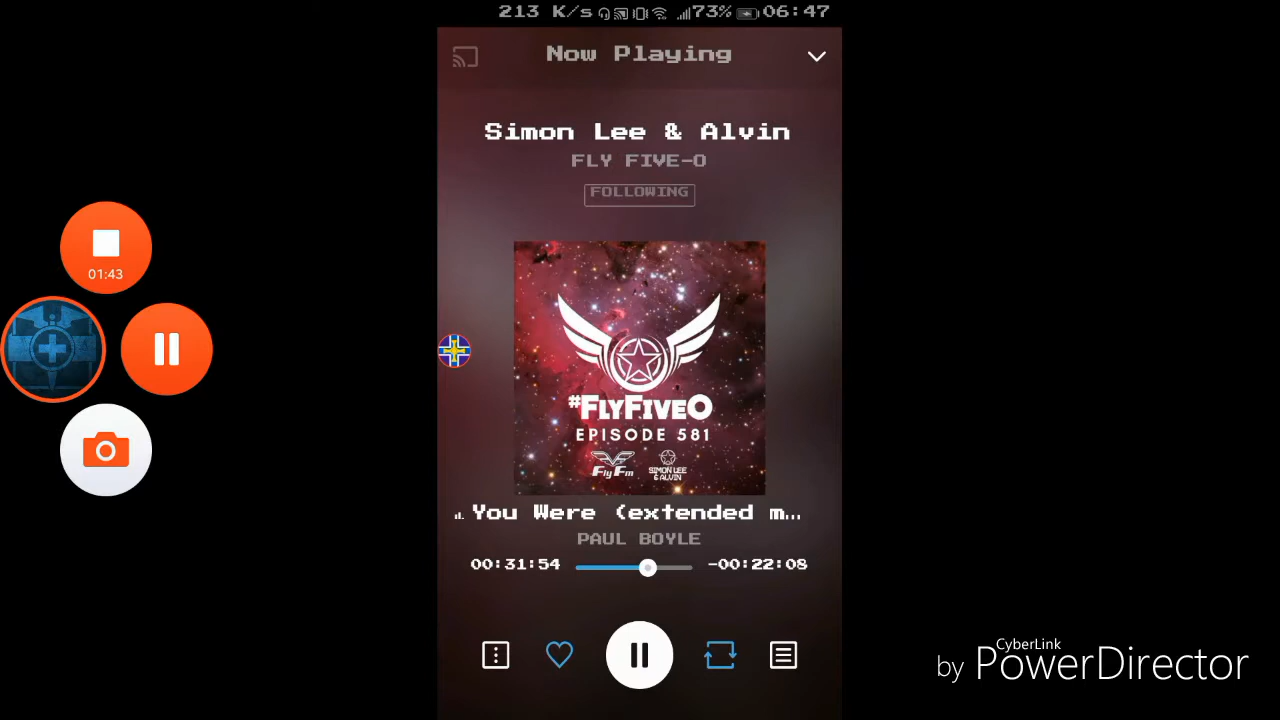 213 K/s 73% 06:47
Now Playing
Simon Lee & Alvin
FLY FIVE-O
FOLLOWING
01:43
#FLYFIVEO
EPISODE 581
FlyFm
SIMON LEE
& ALVIN
You Were (extended m...
PAUL BOYLE
00:31:54 -00:22:08
CyberLink
by PowerDirector